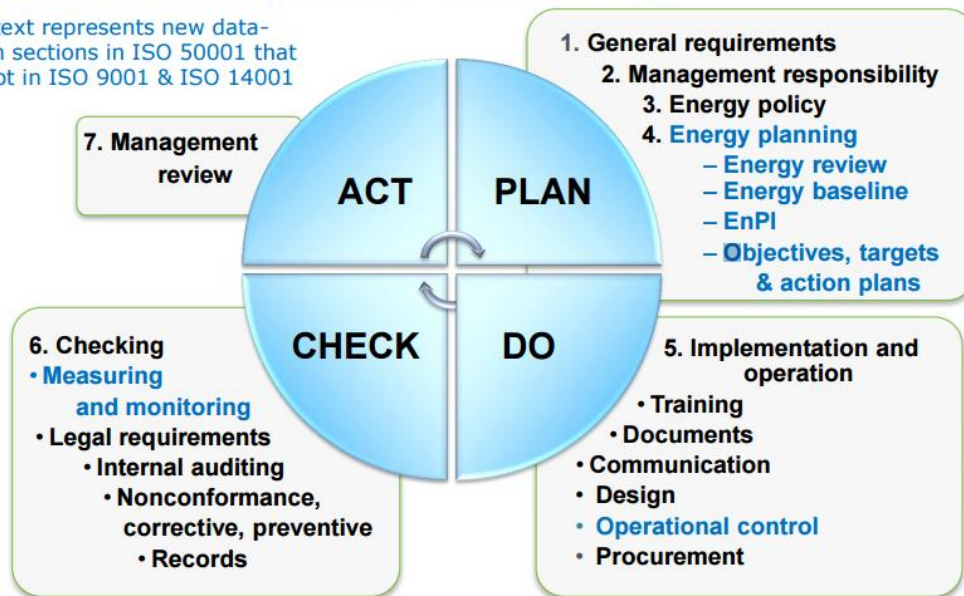 text represents new data-
sections in ISO 50001 that
in ISO 9001 & ISO 14001
7. Management
review
ACT
PLAN
CHECK
DO
1. General requirements
2. Management responsibility
3. Energy policy
4. Energy planning
– Energy review
– Energy baseline
– EnPI
– Objectives, targets
& action plans
6. Checking
• Measuring
and monitoring
• Legal requirements
• Internal auditing
• Nonconformance,
corrective, preventive
• Records
5. Implementation and
operation
• Training
• Documents
• Communication
• Design
• Operational control
• Procurement